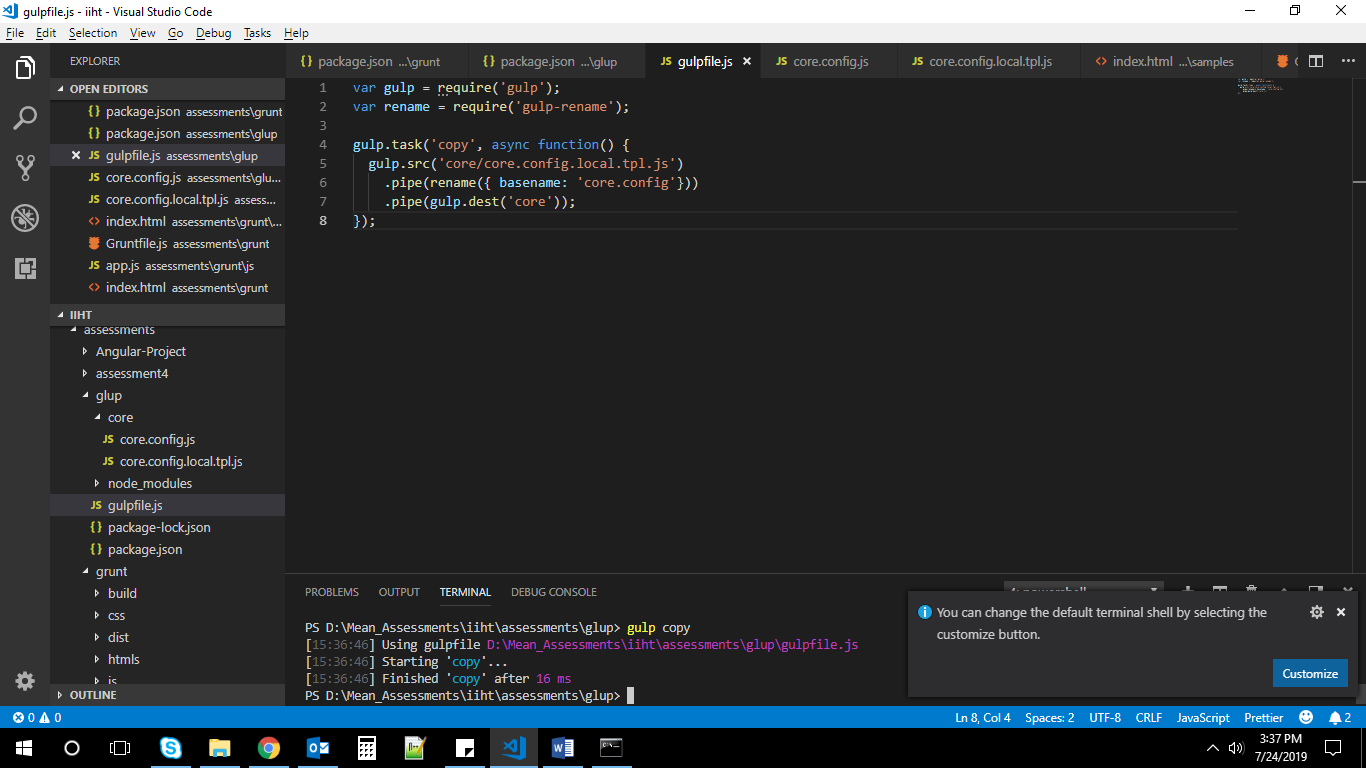 gulpfile.js - iiht - Visual Studio Code
File Edit Selection View Go Debug Tasks Help
EXPLORER
OPEN EDITORS
{} package.json assessments\grunt
{} package.json assessments\glup
JS gulpfile.js assessments\glup
JS core.config.js assessments\glu...
JS core.config.local.tpl.js assess...
<> index.html assessments\grunt\...
Gruntfile.js assessments\grunt
JS app.js assessments\grunt\js
<> index.html assessments\grunt
IIHT
assessments
Angular-Project
assessment4
glup
core
JS core.config.js
JS core.config.local.tpl.js
node_modules
JS gulpfile.js
{} package-lock.json
{} package.json
grunt
build
css
dist
htmls
js
OUTLINE
{} package.json ...\grunt
{} package.json ...\glup
JS gulpfile.js
JS core.config.js
JS core.config.local.tpl.js
<> index.html ...\samples
1 var gulp = require('gulp');
2 var rename = require('gulp-rename');
3
4 gulp.task('copy', async function() {
5 gulp.src('core/core.config.local.tpl.js')
6 .pipe(rename({ basename: 'core.config'}))
7 .pipe(gulp.dest('core'));
8 });
PROBLEMS OUTPUT TERMINAL DEBUG CONSOLE
PS D:\Mean_Assessments\iiht\assessments\glup> gulp copy
[15:36:46] Using gulpfile D:\Mean_Assessments\iiht\assessments\glup\gulpfile.js
[15:36:46] Starting 'copy'...
[15:36:46] Finished 'copy' after 16 ms
PS D:\Mean_Assessments\iiht\assessments\glup>
You can change the default terminal shell by selecting the
customize button.
Customize
0 0
Ln 8, Col 4 Spaces: 2 UTF-8 CRLF JavaScript Prettier 2
3:37 PM
7/24/2019